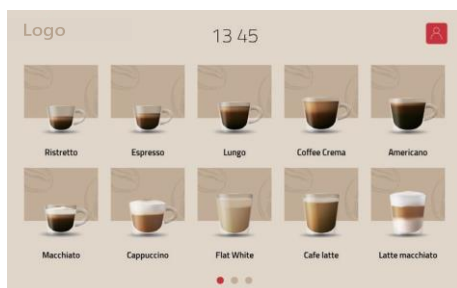 Logo
13 45
Ristretto
Espresso
Lungo
Coffee Crema
Americano
Macchiato
Cappuccino
Flat White
Cafe latte
Latte macchiato